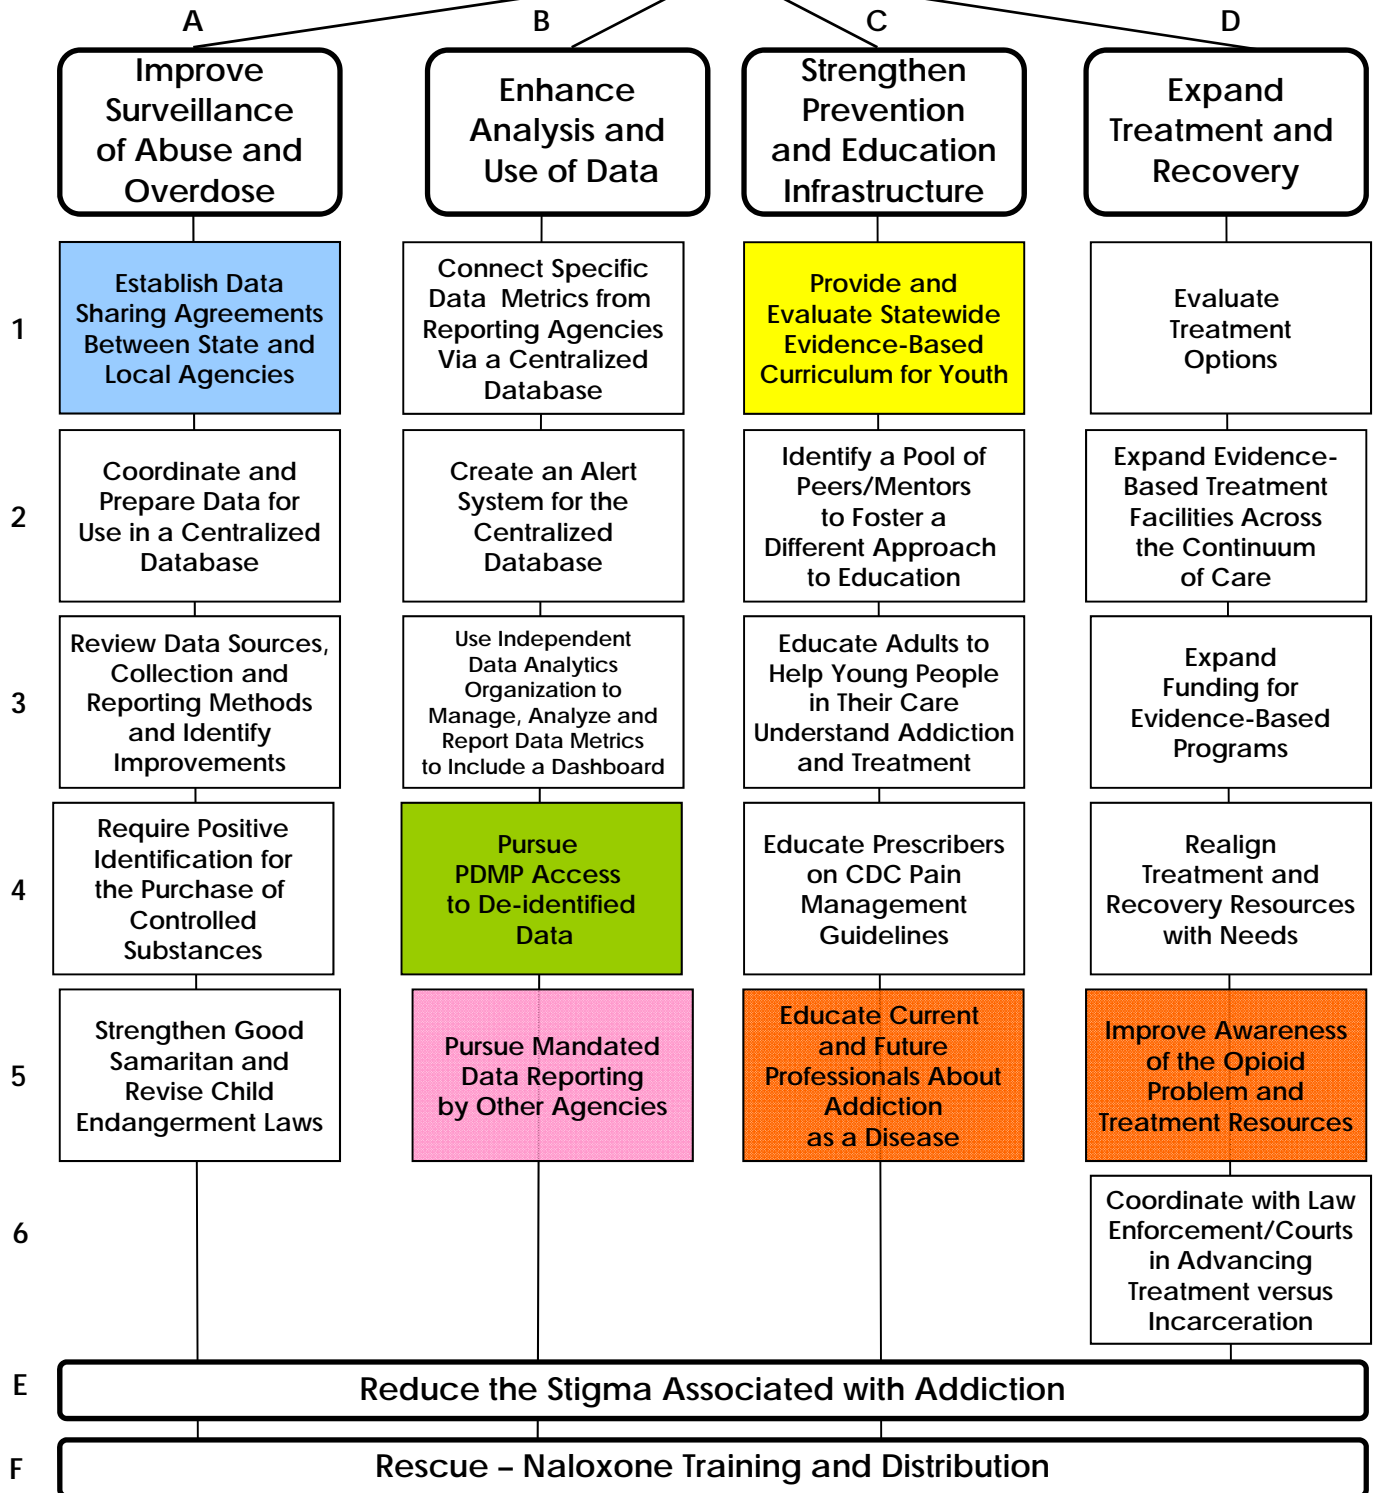 A
B
C
D
Improve
Surveillance
of Abuse and
Overdose
Enhance
Analysis and
Use of Data
Strengthen
Prevention
and Education
Infrastructure
Expand
Treatment and
Recovery
1
Establish Data
Sharing Agreements
Between State and
Local Agencies
Connect Specific
Data Metrics from
Reporting Agencies
Via a Centralized
Database
Provide and
Evaluate Statewide
Evidence-Based
Curriculum for Youth
Evaluate
Treatment
Options
2
Coordinate and
Prepare Data for
Use in a Centralized
Database
Create an Alert
System for the
Centralized
Database
Identify a Pool of
Peers/Mentors
to Foster a
Different Approach
to Education
Expand Evidence-
Based Treatment
Facilities Across
the Continuum
of Care
3
Review Data Sources,
Collection and
Reporting Methods
and Identify
Improvements
Use Independent
Data Analytics
Organization to
Manage, Analyze and
Report Data Metrics
to Include a Dashboard
Educate Adults to
Help Young People
in Their Care
Understand Addiction
and Treatment
Expand
Funding for
Evidence-Based
Programs
4
Require Positive
Identification for
the Purchase of
Controlled
Substances
Pursue
PDMP Access
to De-identified
Data
Educate Prescribers
on CDC Pain
Management
Guidelines
Realign
Treatment and
Recovery Resources
with Needs
5
Strengthen Good
Samaritan and
Revise Child
Endangerment Laws
Pursue Mandated
Data Reporting
by Other Agencies
Educate Current
and Future
Professionals About
Addiction
as a Disease
Improve Awareness
of the Opioid
Problem and
Treatment Resources
6
Coordinate with Law
Enforcement/Courts
in Advancing
Treatment versus
Incarceration
E
Reduce the Stigma Associated with Addiction
F
Rescue – Naloxone Training and Distribution